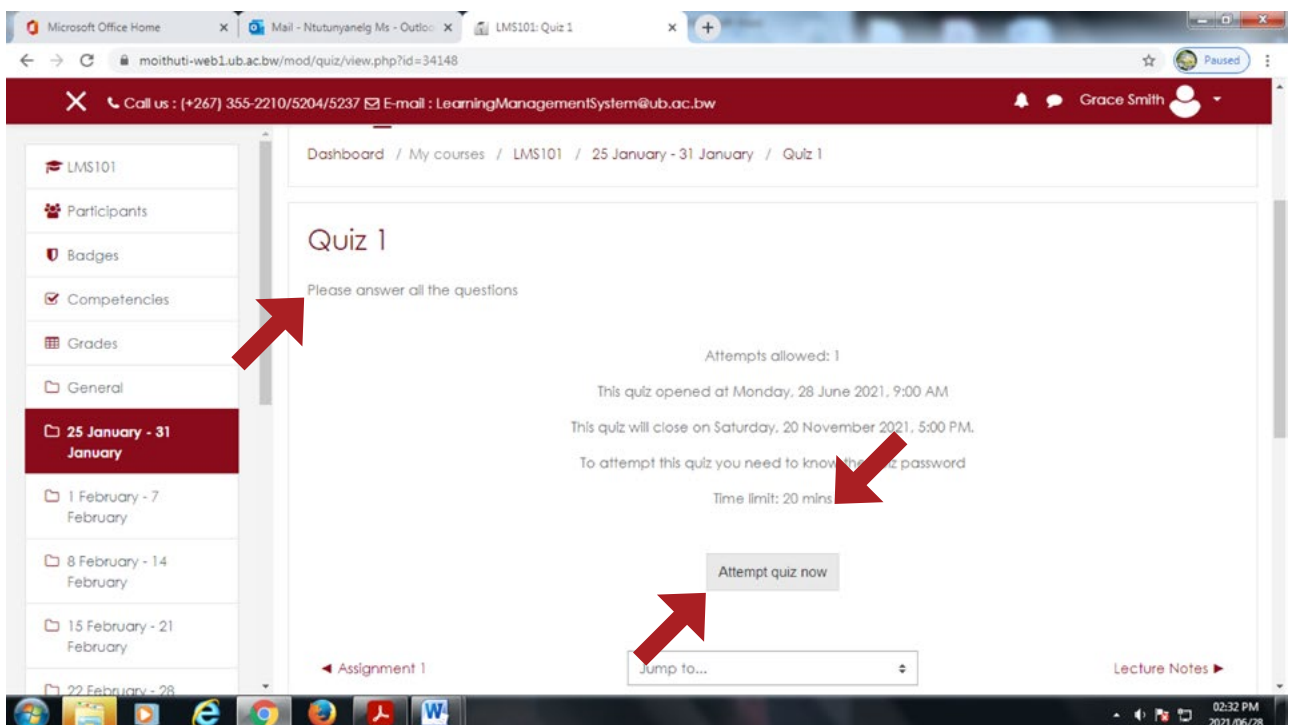 Microsoft Office Home
Mail - Ntutunyanelg Ms - Outloo
LMS101: Quiz 1
moithuti-web1.ub.ac.bw/mod/quiz/view.php?id=34148
Paused
Call us : (+267) 355-2210/5204/5237 E-mail : LearningManagementSystem@ub.ac.bw
Grace Smith
Dashboard / My courses / LMS101 / 25 January - 31 January / Quiz 1
LMS101
Participants
Badges
Competencies
Grades
General
25 January - 31
January
1 February - 7
February
8 February - 14
February
15 February - 21
February
22 February - 28
Quiz 1
Please answer all the questions
Attempts allowed: 1
This quiz opened at Monday, 28 June 2021, 9:00 AM
This quiz will close on Saturday, 20 November 2021, 5:00 PM.
To attempt this quiz you need to know the quiz password
Time limit: 20 mins
Attempt quiz now
◄ Assignment 1
Jump to...
Lecture Notes ►
02:32 PM
2021/06/28